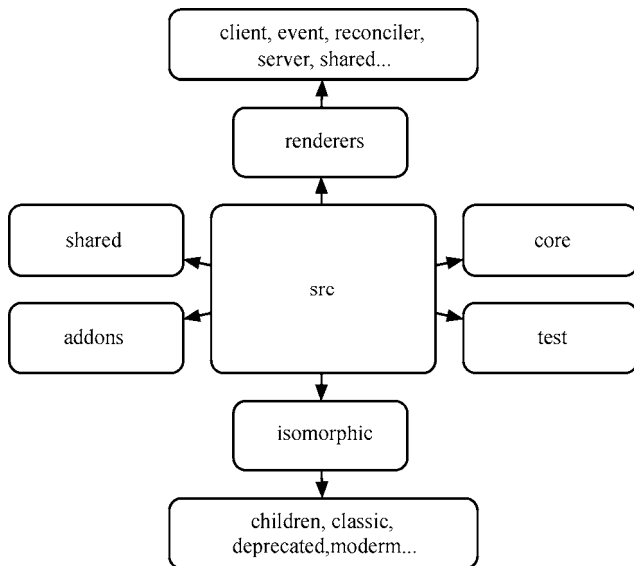 client, event, reconciler,
server, shared...
renderers
shared
core
src
addons
test
isomorphic
children, classic,
deprecated,moderm...